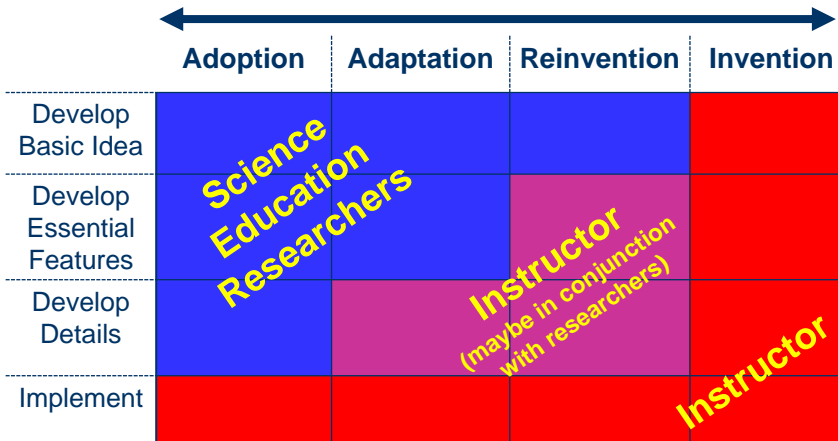 Adoption Adaptation Reinvention Invention
Develop
Basic Idea
Develop
Essential
Features
Develop
Details
Implement
Science
Education
Researchers
Instructor
(maybe in conjunction
with researchers)
Instructor